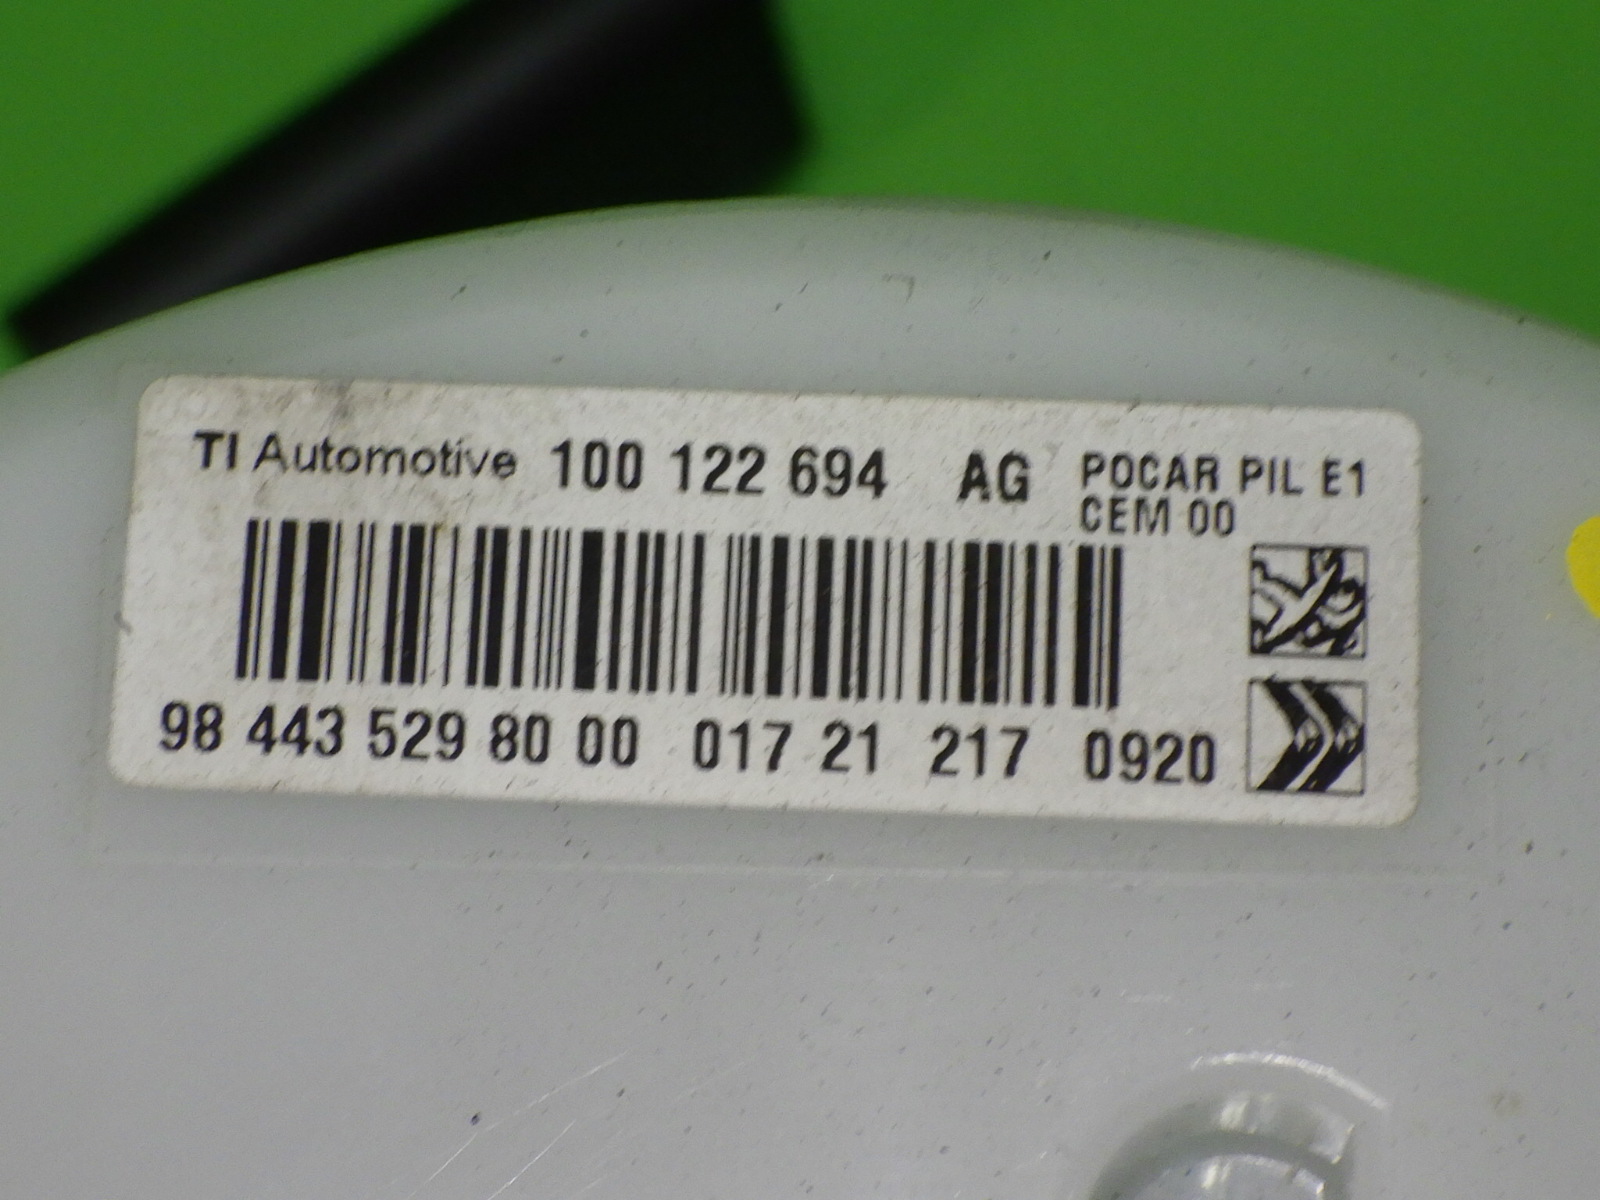 TI Automotive 100 122 694 AG POCAR PIL E1
CEM 00
98 443 529 80 00 017 21 217 0920